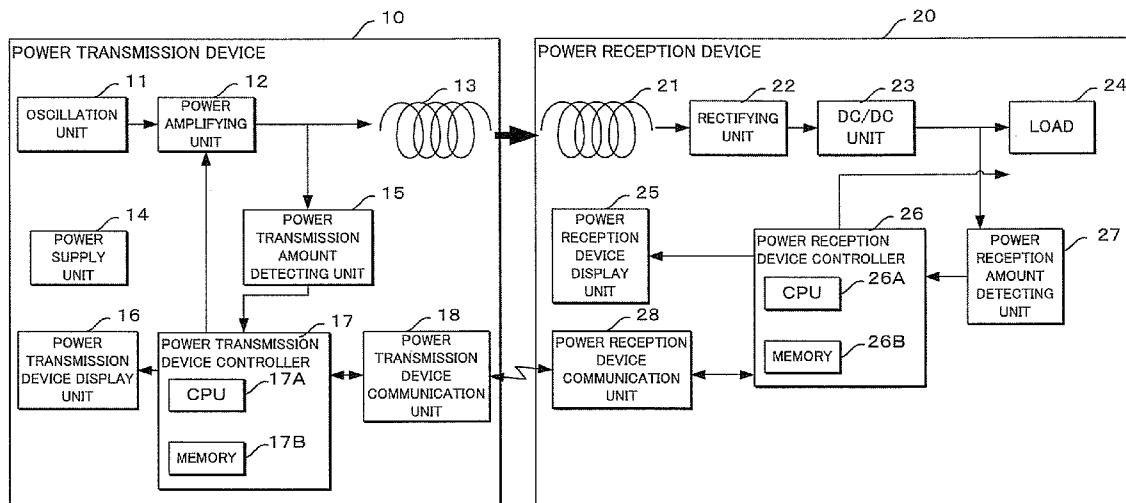 10
POWER TRANSMISSION DEVICE
11
OSCILLATION
UNIT
12
POWER
AMPLIFYING
UNIT
13
14
POWER
SUPPLY
UNIT
15
POWER
TRANSMISSION
AMOUNT
DETECTING UNIT
16
POWER
TRANSMISSION
DEVICE DISPLAY
UNIT
17
POWER TRANSMISSION
DEVICE CONTROLLER
CPU
17A
MEMORY
17B
18
POWER
TRANSMISSION
DEVICE
COMMUNICATION
UNIT
20
POWER RECEPTION DEVICE
21
22
RECTIFYING
UNIT
23
DC/DC
UNIT
24
LOAD
25
POWER
RECEPTION
DEVICE
DISPLAY
UNIT
26
POWER RECEPTION
DEVICE CONTROLLER
CPU
26A
MEMORY
26B
27
POWER
RECEPTION
AMOUNT
DETECTING
UNIT
28
POWER RECEPTION
DEVICE
COMMUNICATION
UNIT